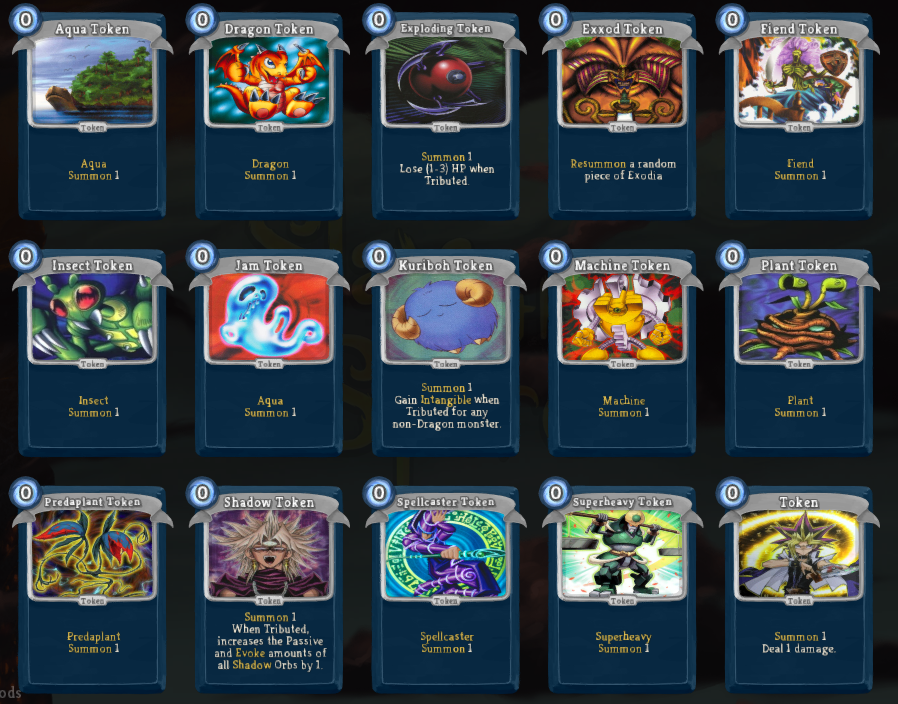 0 Aqua Token
Token
Aqua
Summon 1
0 Dragon Token
Token
Dragon
Summon 1
0 Exploding Token
Token
Summon 1
Lose (1-3) HP when
Tributed.
0 Exxod Token
Token
Resummon a random
piece of Exodia
0 Fiend Token
Token
Fiend
Summon 1
0 Insect Token
Token
Insect
Summon 1
0 Jam Token
Token
Aqua
Summon 1
0 Kuriboh Token
Token
Summon 1
Gain Intangible when
Tributed for any
non-Dragon monster.
0 Machine Token
Token
Machine
Summon 1
0 Plant Token
Token
Plant
Summon 1
0 Predaplant Token
Token
Predaplant
Summon 1
0 Shadow Token
Token
Summon 1
When Tributed,
increases the Passive
and Evoke amounts of
all Shadow Orbs by 1.
0 Spellcaster Token
Token
Spellcaster
Summon 1
0 Superheavy Token
Token
Superheavy
Summon 1
0 Token
Token
Summon 1
Deal 1 damage.
ods